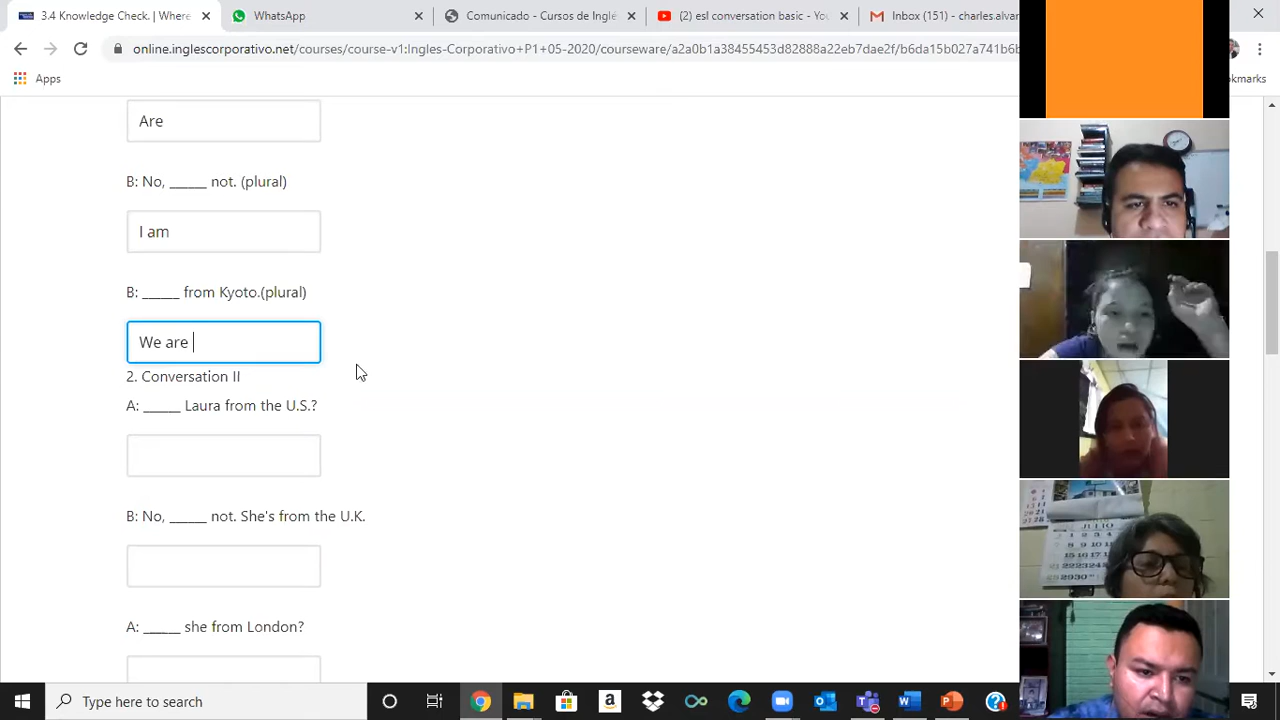 3.4 Knowledge Check. | Where
WhatsApp
Comunicado - Cursos de Ingle
(2) esl conversation basic - You
Inbox (151) - charles.alvar
online.inglescorporativo.net/courses/course-v1:Ingles-Corporativo+P1+05-2020/courseware/a2a0b1a38455453d82888a22eb7dae2f/b6da15b027a741b6b
Apps
okmarks
Are
B: No, _____ not. (plural)
I am
B: _____ from Kyoto.(plural)
We are
2. Conversation II
A: _____ Laura from the U.S.?
B: No, _____ not. She's from the U.K.
A: _____ she from London?
JULIO
Type here to search